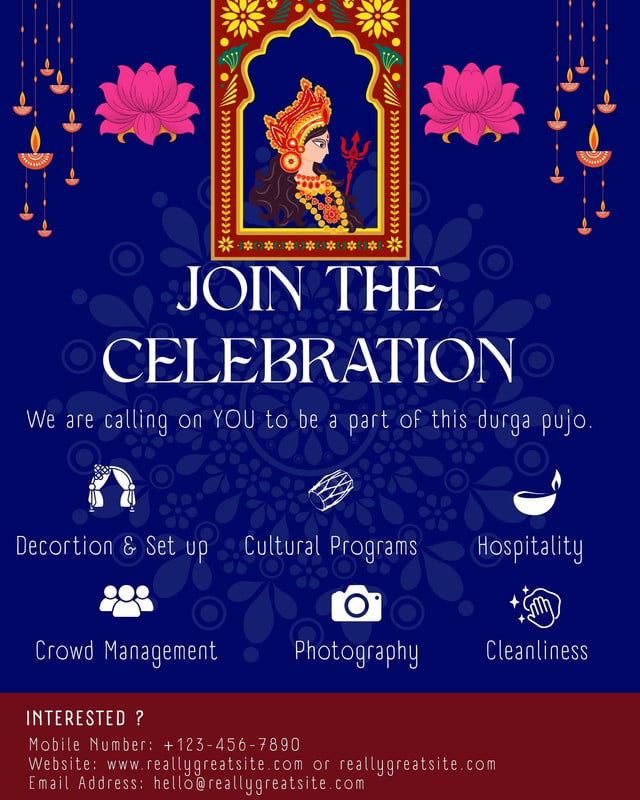 JOIN THE
CELEBRATION
We are calling on YOU to be a part of this durga pujo.
Decortion & Set up
Cultural Programs
Hospitality
Crowd Management
Photography
Cleanliness
INTERESTED ?
Mobile Number: +123-456-7890
Website: www.reallygreatsite.com or reallygreatsite.com
Email Address: hello@reallygreatsite.com